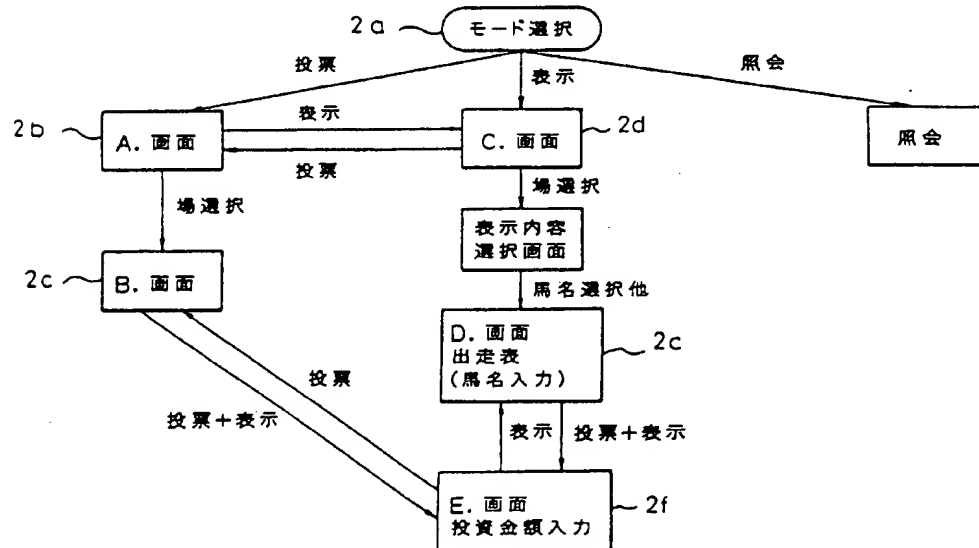 2a
モード選択
投票
表示
照会
2b
A. 画面
表示
投票
C. 画面
2d
照会
場選択
場選択
表示内容
選択画面
2c
B. 画面
馬名選択他
D. 画面
出走表
(馬名入力)
2c
投票
投票+表示
表示
投票+表示
E. 画面
投資金額入力
2f